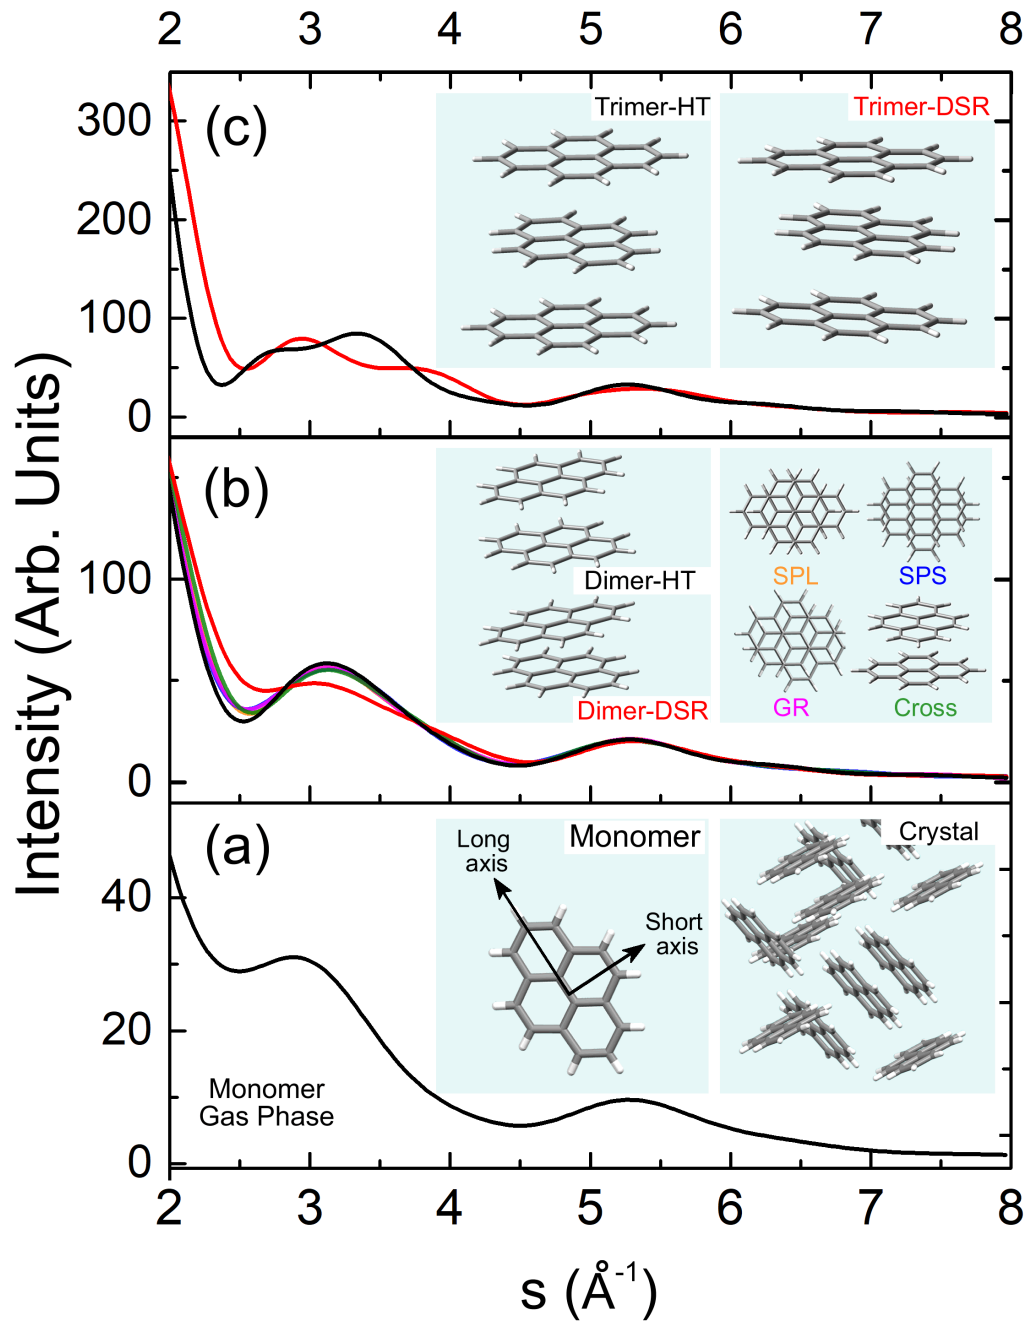 2 3 4 5 6 7 8
(c)
Trimer-HT
Trimer-DSR
300
200
100
0
(b)
Dimer-HT
Dimer-DSR
SPL
SPS
GR
Cross
100
0
(a)
Monomer
Crystal
Long
axis
Short
axis
40
20
0
Monomer
Gas Phase
Intensity (Arb. Units)
2 3 4 5 6 7 8
s (Å⁻¹)